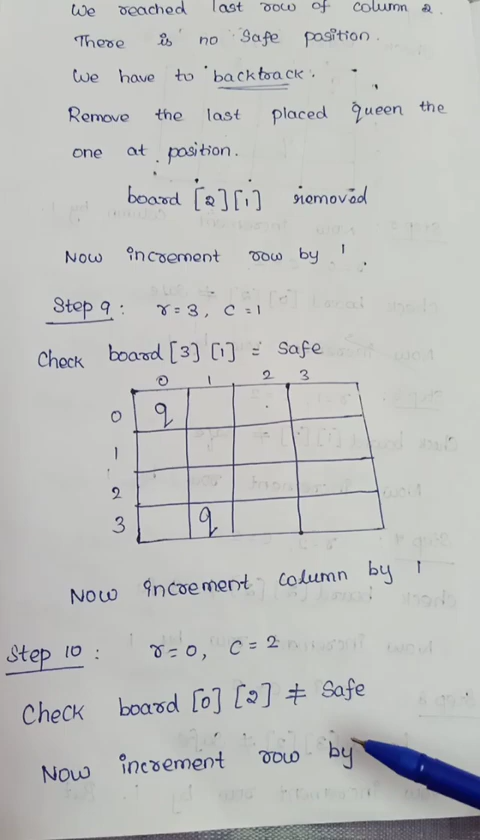 We reached last row of column 2.
There is no safe position.
We have to backtrack.
Remove the last placed queen the
one at position.
board [2][1] removed
Now increment row by 1.
Step 9: r=3, c=1
Check board [3][1] = Safe
0 1 2 3
0 q
1
2
3 q
Now increment column by 1
Step 10: r=0, c=2
Check board [0][2] ≠ Safe
Now increment row by